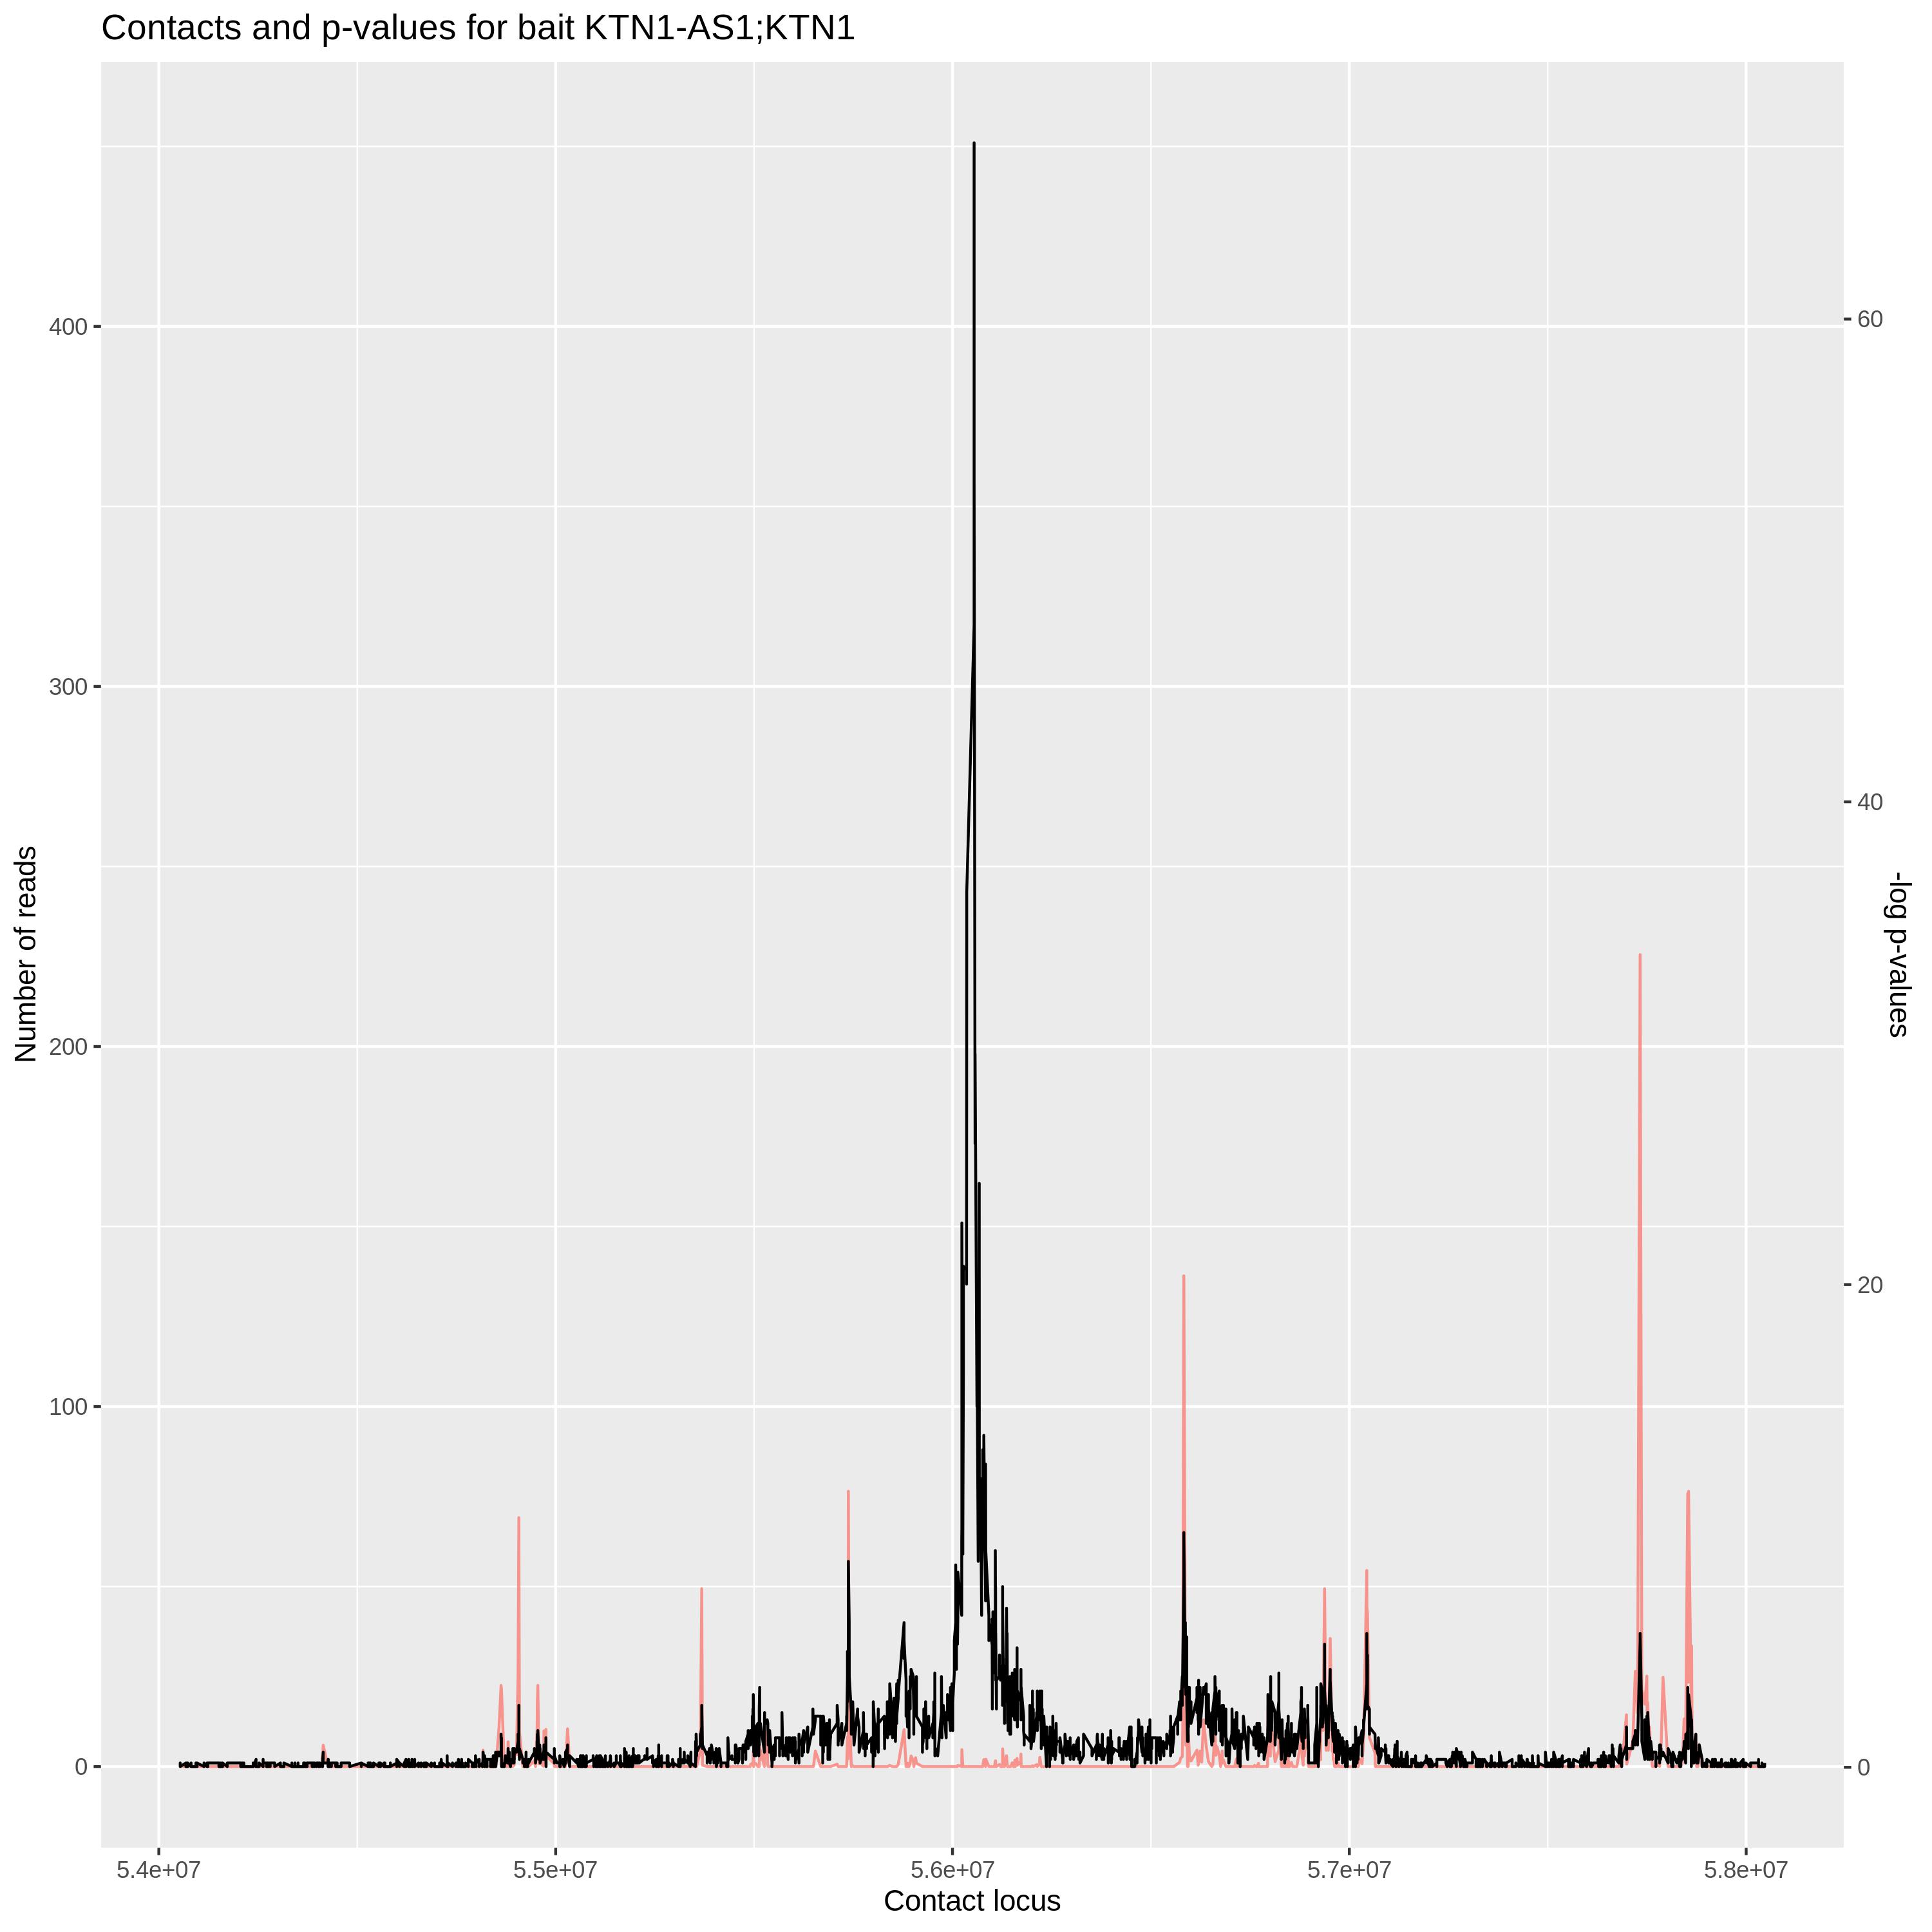 Contacts and p-values for bait KTN1-AS1;KTN1
Number of reads
400
300
200
100
0
60
40
20
0
-log p-values
5.4e+07
5.5e+07
5.6e+07
5.7e+07
5.8e+07
Contact locus